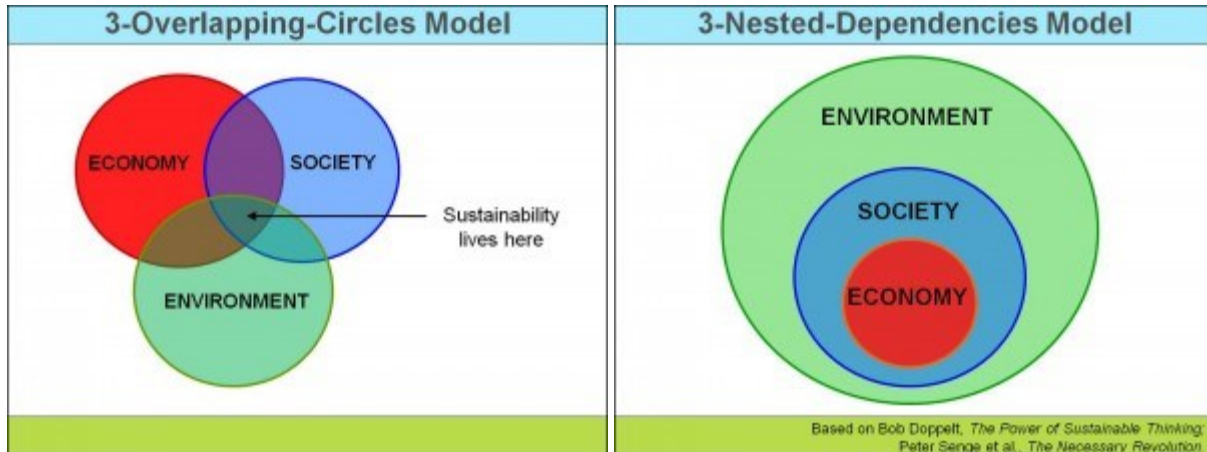 3-Overlapping-Circles Model
ECONOMY
SOCIETY
Sustainability
lives here
ENVIRONMENT
3-Nested-Dependencies Model
ENVIRONMENT
SOCIETY
ECONOMY
Based on Bob Doppelt, The Power of Sustainable Thinking;
Peter Senge et al., The Necessary Revolution